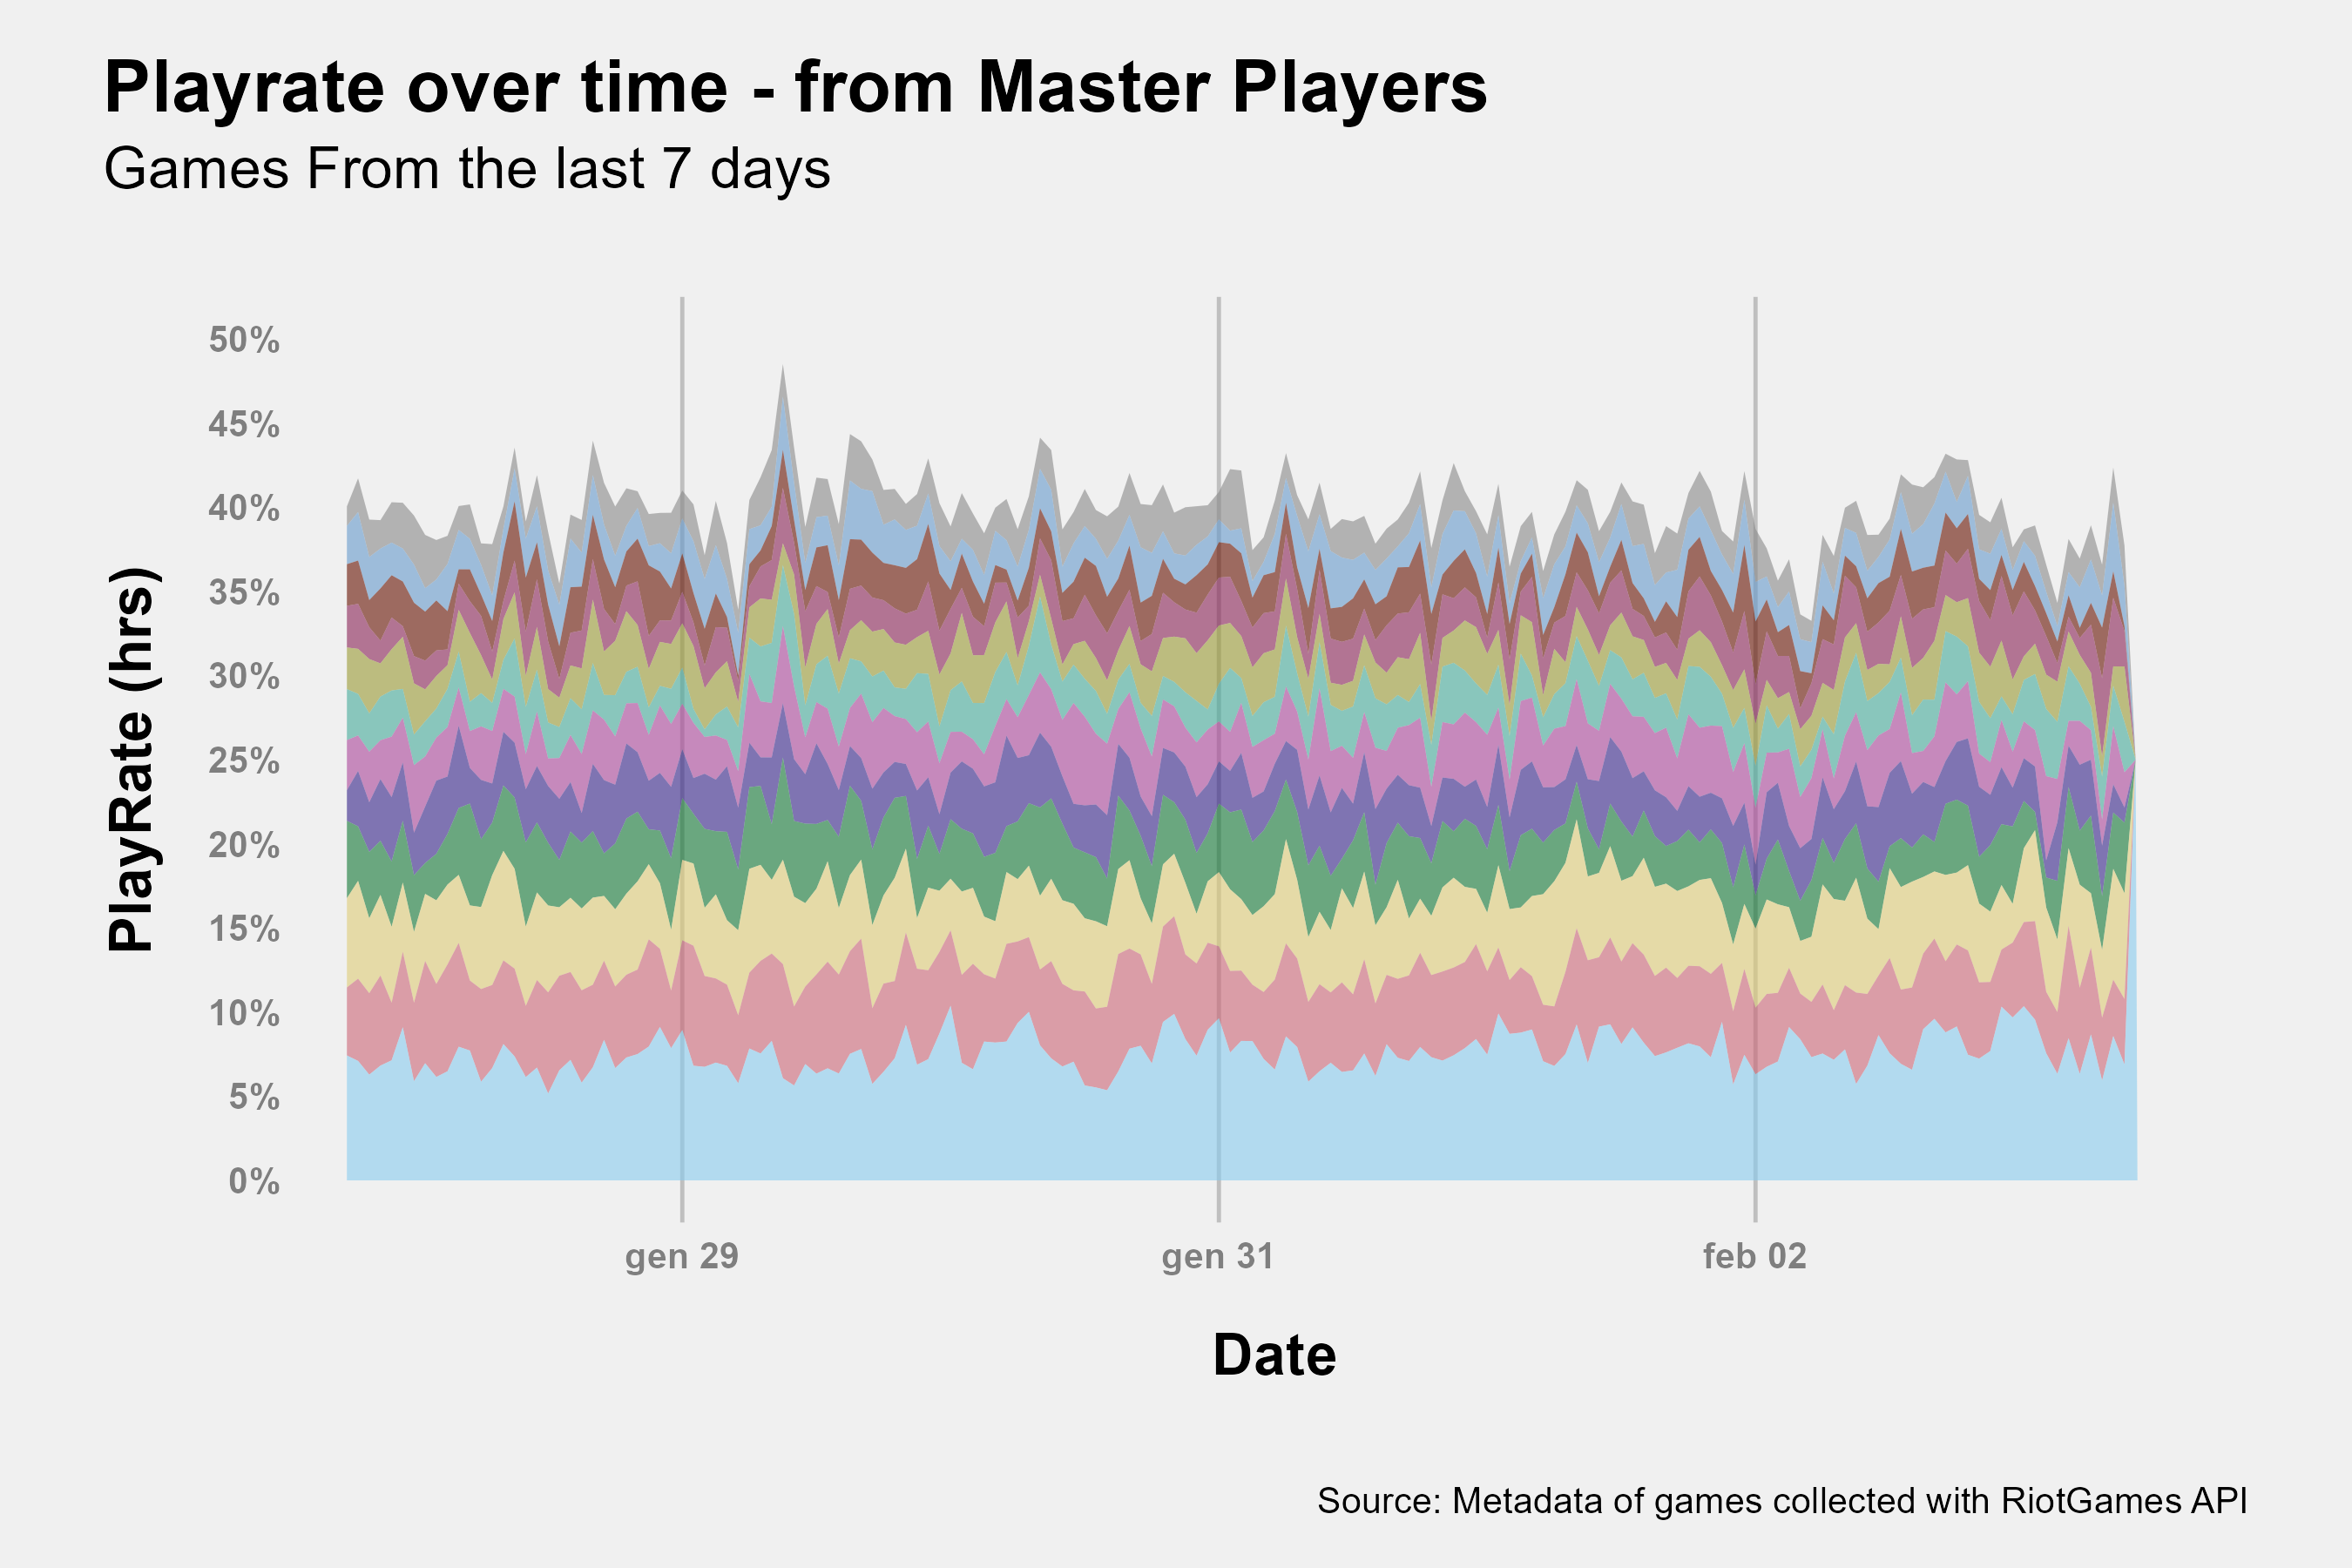 Playrate over time - from Master Players
Games From the last 7 days
PlayRate (hrs)
50%
45%
40%
35%
30%
25%
20%
15%
10%
5%
0%
gen 29
gen 31
feb 02
Date
Source: Metadata of games collected with RiotGames API